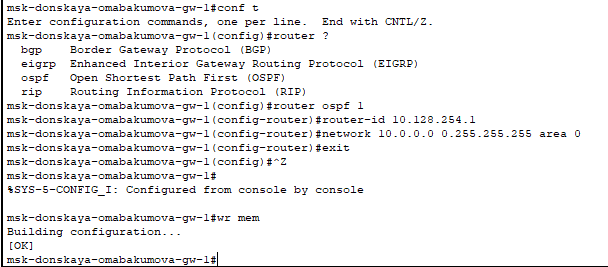 msk-donskaya-omabakumova-gw-1#conf t
Enter configuration commands, one per line.  End with CNTL/Z.
msk-donskaya-omabakumova-gw-1(config)#router ?
  bgp    Border Gateway Protocol (BGP)
  eigrp  Enhanced Interior Gateway Routing Protocol (EIGRP)
  ospf   Open Shortest Path First (OSPF)
  rip    Routing Information Protocol (RIP)
msk-donskaya-omabakumova-gw-1(config)#router ospf 1
msk-donskaya-omabakumova-gw-1(config-router)#router-id 10.128.254.1
msk-donskaya-omabakumova-gw-1(config-router)#network 10.0.0.0 0.255.255.255 area 0
msk-donskaya-omabakumova-gw-1(config-router)#exit
msk-donskaya-omabakumova-gw-1(config)#^Z
msk-donskaya-omabakumova-gw-1#
%SYS-5-CONFIG_I: Configured from console by console

msk-donskaya-omabakumova-gw-1#wr mem
Building configuration...
[OK]
msk-donskaya-omabakumova-gw-1#